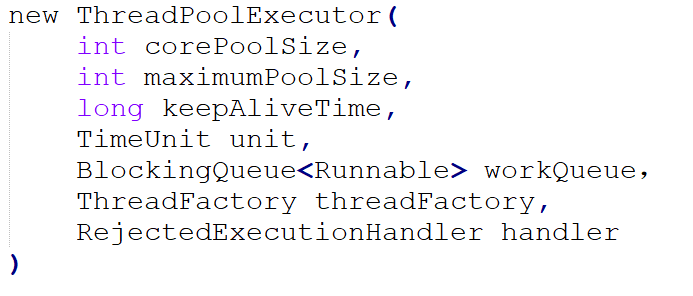 new ThreadPoolExecutor(
    int corePoolSize,
    int maximumPoolSize,
    long keepAliveTime,
    TimeUnit unit,
    BlockingQueue<Runnable> workQueue，
    ThreadFactory threadFactory,
    RejectedExecutionHandler handler
)